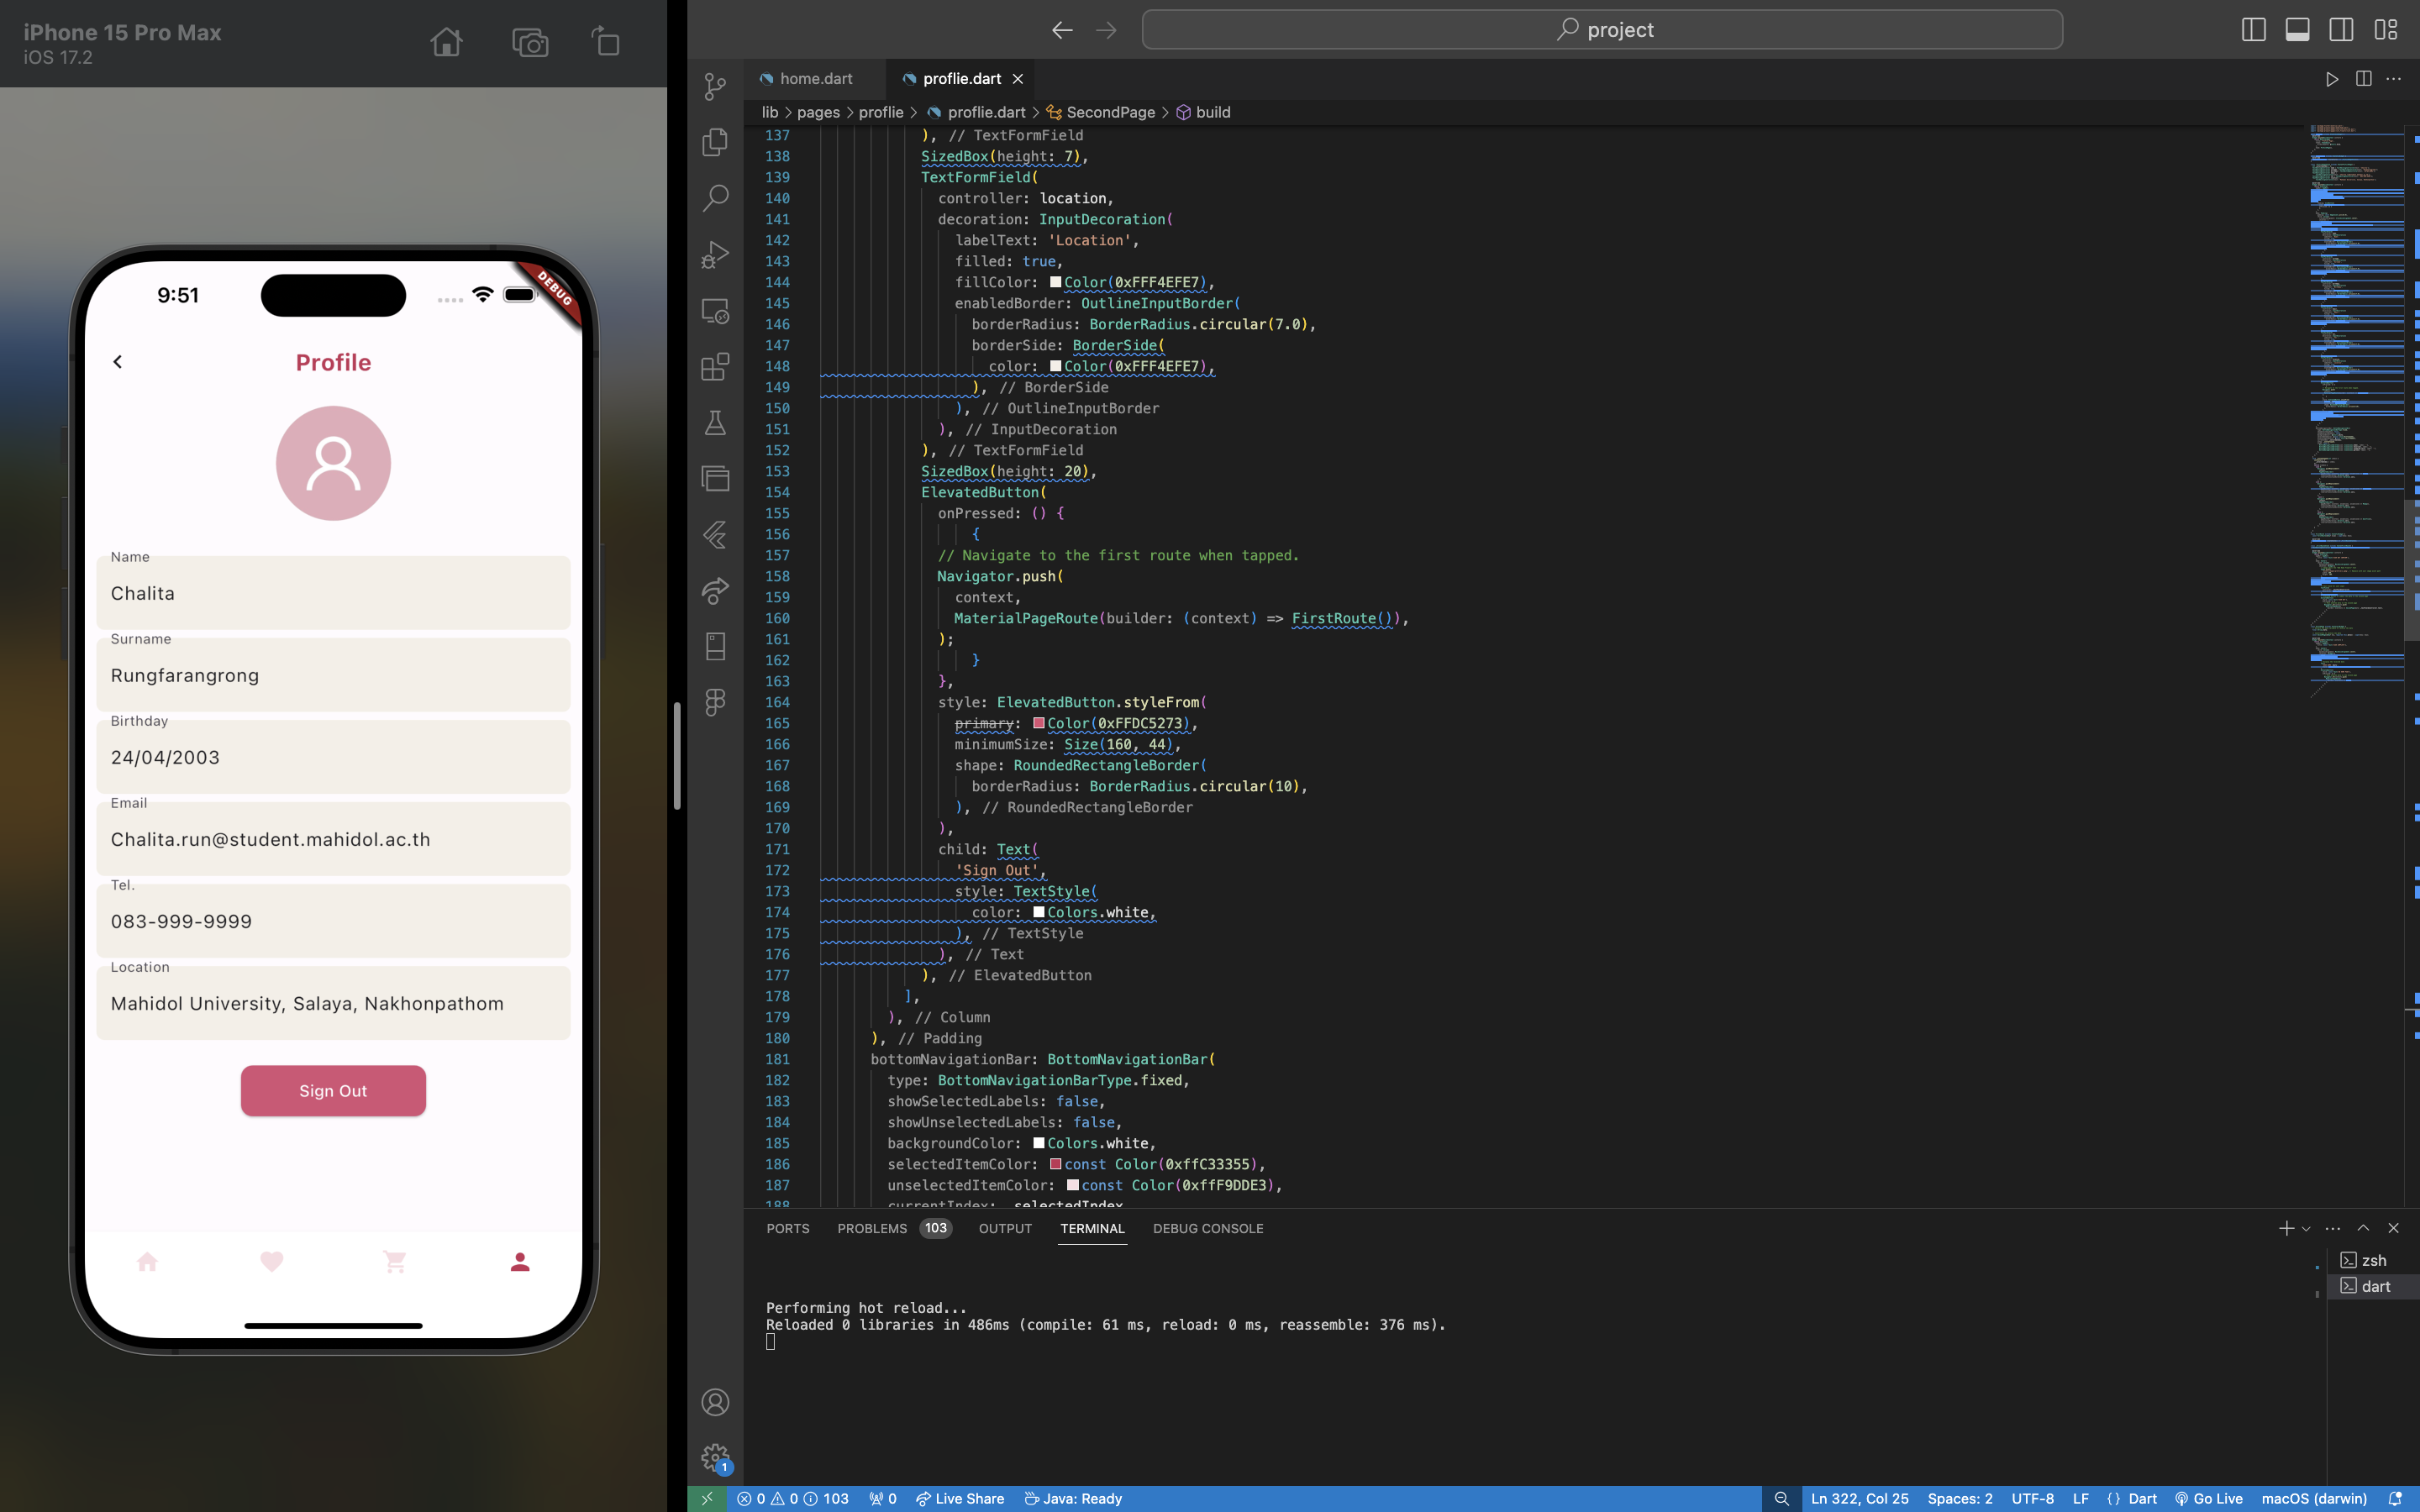 iPhone 15 Pro Max
iOS 17.2
9:51
DEBUG
Profile
Name
Chalita
Surname
Rungfarangrong
Birthday
24/04/2003
Email
Chalita.run@student.mahidol.ac.th
Tel.
083-999-9999
Location
Mahidol University, Salaya, Nakhonpathom
Sign Out
project
home.dart
proflie.dart
lib > pages > proflie > proflie.dart > SecondPage > build
137 ), // TextFormField
138 SizedBox(height: 7),
139 TextFormField(
140 controller: location,
141 decoration: InputDecoration(
142 labelText: 'Location',
143 filled: true,
144 fillColor: Color(0xFFF4EFE7),
145 enabledBorder: OutlineInputBorder(
146 borderRadius: BorderRadius.circular(7.0),
147 borderSide: BorderSide(
148 color: Color(0xFFF4EFE7),
149 ), // BorderSide
150 ), // OutlineInputBorder
151 ), // InputDecoration
152 ), // TextFormField
153 SizedBox(height: 20),
154 ElevatedButton(
155 onPressed: () {
156 {
157 // Navigate to the first route when tapped.
158 Navigator.push(
159 context,
160 MaterialPageRoute(builder: (context) => FirstRoute()),
161 );
162 }
163 },
164 style: ElevatedButton.styleFrom(
165 primary: Color(0xFFDC5273),
166 minimumSize: Size(160, 44),
167 shape: RoundedRectangleBorder(
168 borderRadius: BorderRadius.circular(10),
169 ), // RoundedRectangleBorder
170 ),
171 child: Text(
172 'Sign Out',
173 style: TextStyle(
174 color: Colors.white,
175 ), // TextStyle
176 ), // Text
177 ), // ElevatedButton
178 ],
179 ), // Column
180 ), // Padding
181 bottomNavigationBar: BottomNavigationBar(
182 type: BottomNavigationBarType.fixed,
183 showSelectedLabels: false,
184 showUnselectedLabels: false,
185 backgroundColor: Colors.white,
186 selectedItemColor: const Color(0xffC33355),
187 unselectedItemColor: const Color(0xffF9DDE3),
188 currentIndex: selectedIndex
PORTS PROBLEMS 103 OUTPUT TERMINAL DEBUG CONSOLE
zsh
dart
Performing hot reload...
Reloaded 0 libraries in 486ms (compile: 61 ms, reload: 0 ms, reassemble: 376 ms).
1
0 0 103 0 Live Share Java: Ready Ln 322, Col 25 Spaces: 2 UTF-8 LF {} Dart Go Live macOS (darwin)